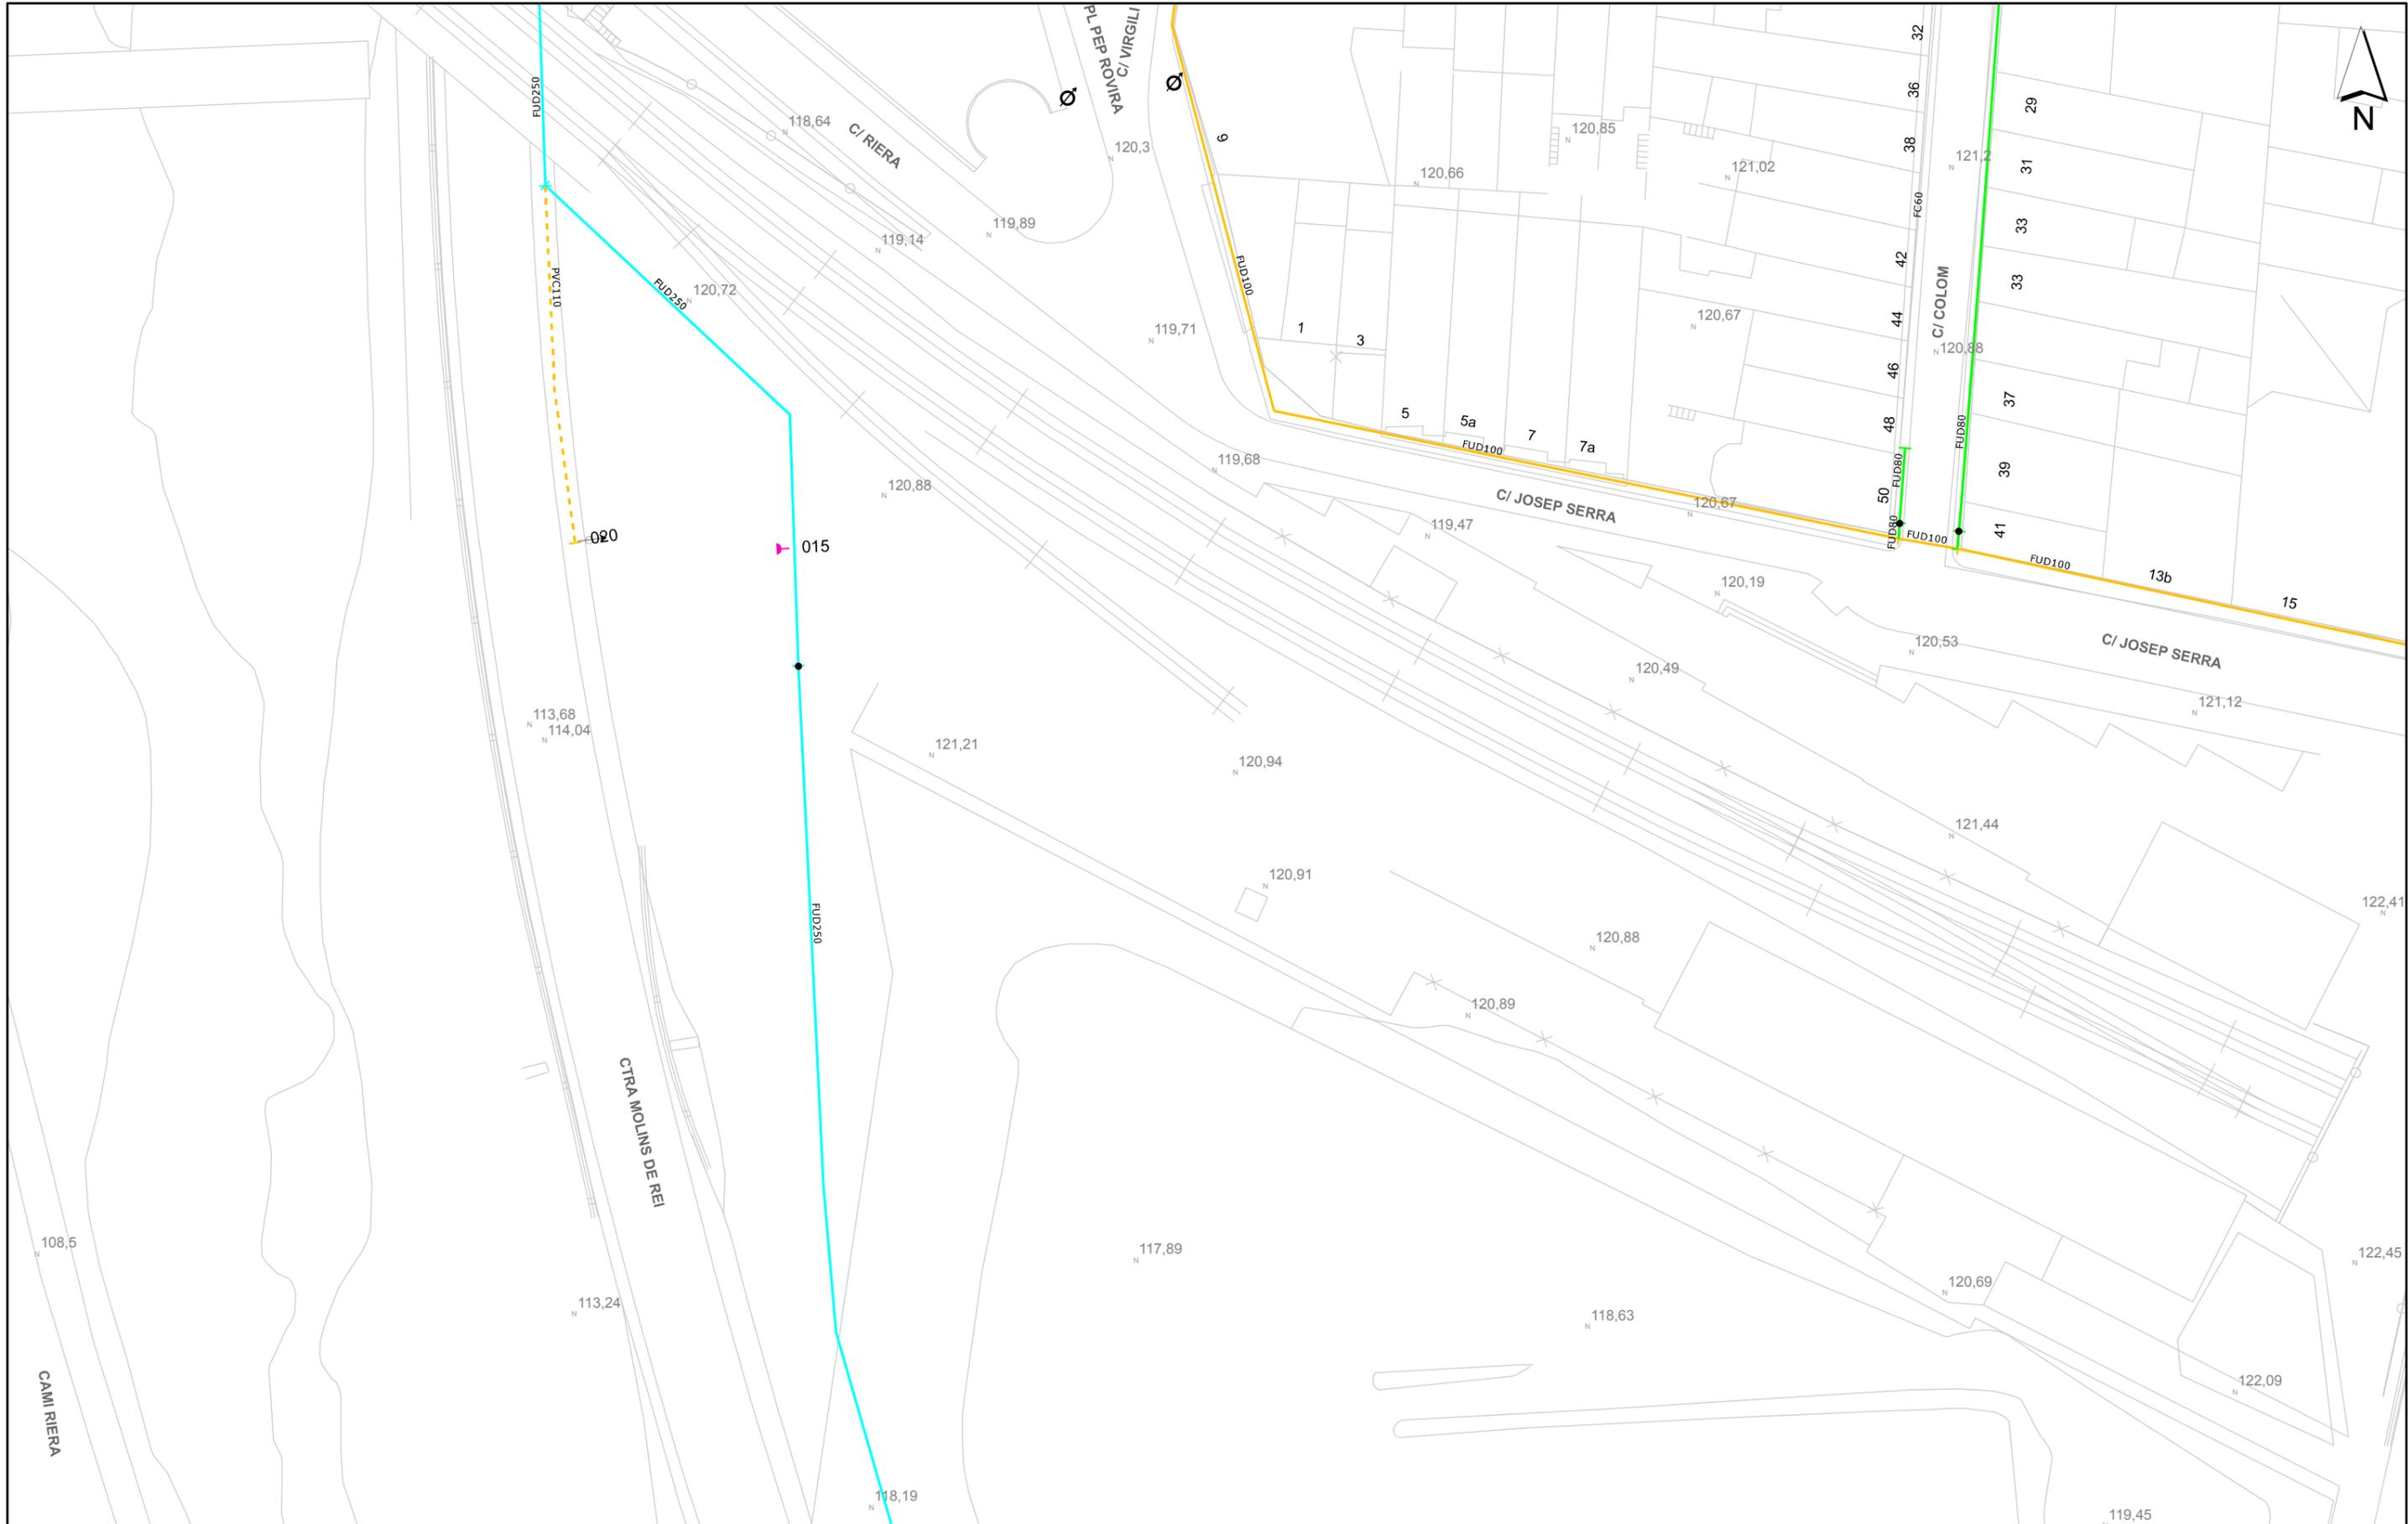 PL PEP ROVIRA
C/ VIRGILI
32
36
38
42
44
46
48
50
29
31
33
33
37
39
41
N
FUD250
118,64
C/ RIERA
120,3
9
120,85
120,66
121,02
121,2
FC60
119,89
119,14
FUD100
PVC110
FUD250
120,72
119,71
1
3
120,67
C/ COLOM
120,88
5
5a
7
7a
FUD100
FUD80
FUD80
119,68
120,88
C/ JOSEP SERRA
120,67
119,47
020
015
FUD80
FUD100
FUD100
13b
15
120,19
120,53
C/ JOSEP SERRA
120,49
121,12
113,68
114,04
121,21
120,94
121,44
120,91
122,41
FUD250
120,88
120,89
CTRA MOLINS DE REI
108,5
117,89
122,45
120,69
113,24
118,63
CAMI RIERA
122,09
118,19
119,45